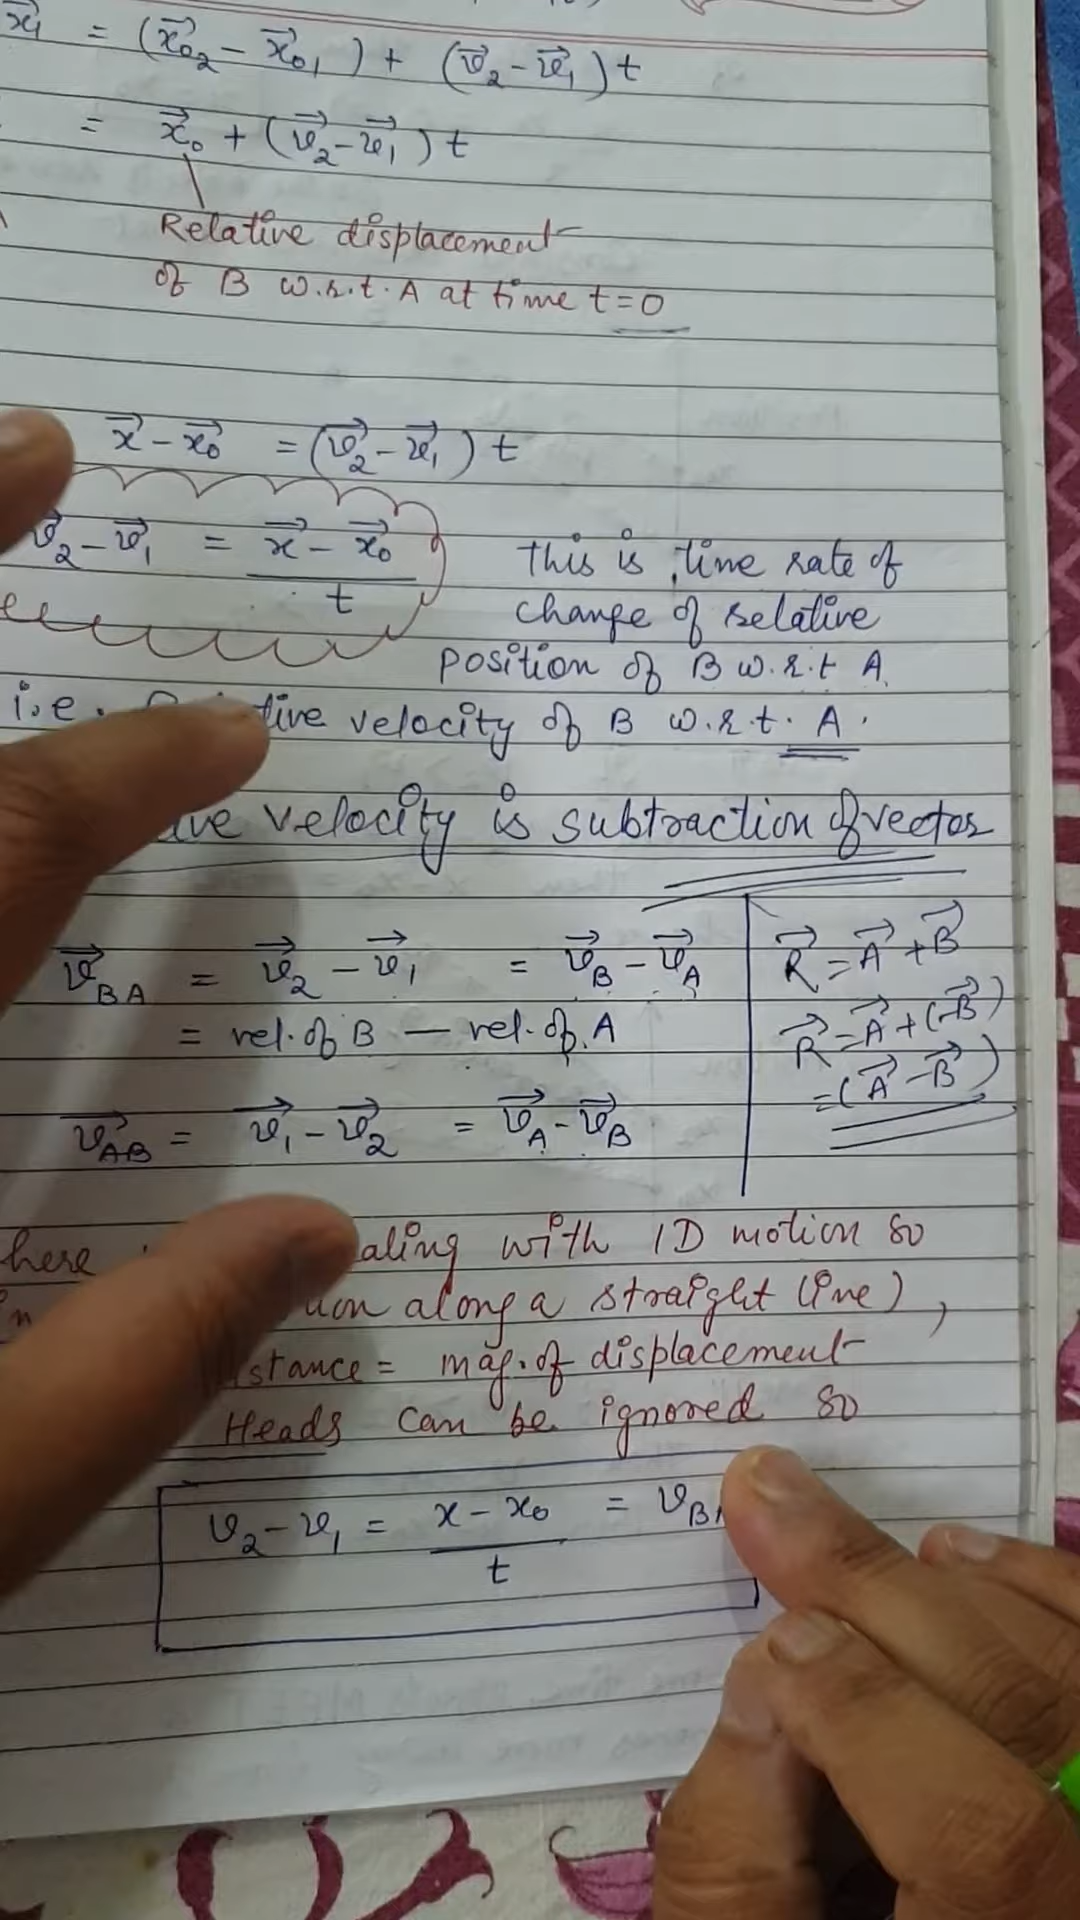 x⃗₁ = (x⃗₀₂ − x⃗₀₁) + (v⃗₂ − v⃗₁) t
= x⃗₀ + (v⃗₂ − v⃗₁) t
Relative displacement
of B w.r.t. A at time t=0
x⃗ − x⃗₀ = (v⃗₂ − v⃗₁) t
v⃗₂ − v⃗₁ = (x⃗ − x⃗₀) / t
This is time rate of
change of relative
position of B w.r.t A
i.e. velocity of B w.r.t. A.
velocity is subtraction of vector
v⃗BA = v⃗₂ − v⃗₁ = v⃗B − v⃗A
= vel. of B — vel. of A
v⃗AB = v⃗₁ − v⃗₂ = v⃗A − v⃗B
R⃗ = A⃗ + B⃗
R⃗ = A⃗ + (−B⃗)
= (A⃗ − B⃗)
here with 1D motion so
along a straight line),
= mag. of displacement
Heads can be ignored so
v₂ − v₁ = (x − x₀) / t = vB